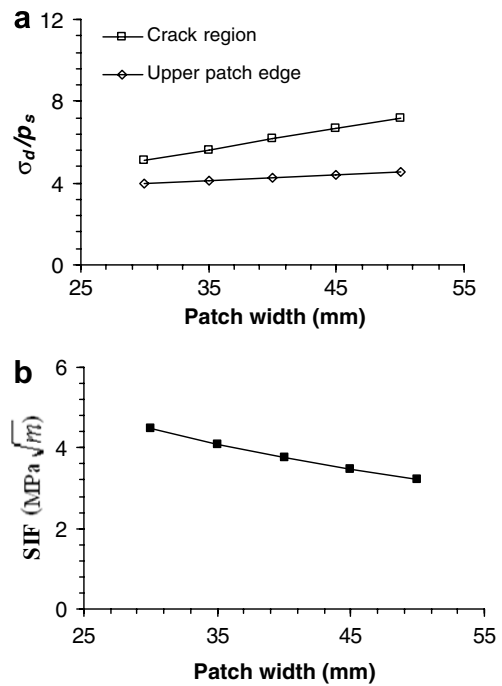 a
12
8
4
0
σd/ps
Crack region
Upper patch edge
25 35 45 55
Patch width (mm)
b
6
4
2
0
SIF (MPa √m)
25 35 45 55
Patch width (mm)